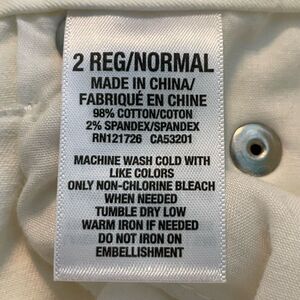 2 REG/NORMAL
MADE IN CHINA/
FABRIQUÉ EN CHINE
98% COTTON/COTON
2% SPANDEX/SPANDEX
RN121726 CA53201
MACHINE WASH COLD WITH
LIKE COLORS
ONLY NON-CHLORINE BLEACH
WHEN NEEDED
TUMBLE DRY LOW
WARM IRON IF NEEDED
DO NOT IRON ON
EMBELLISHMENT